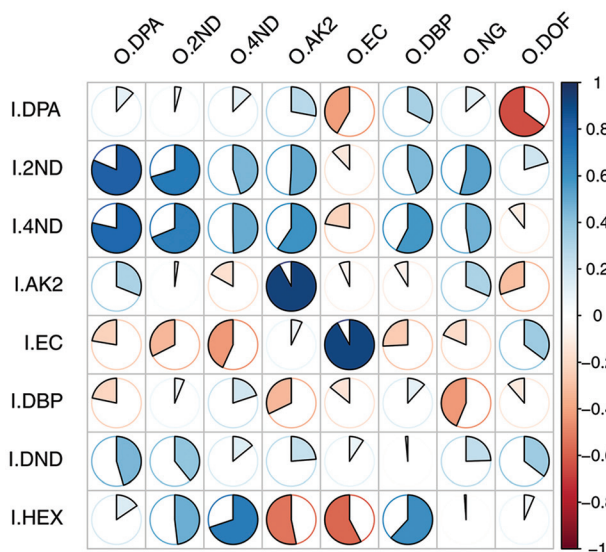 O.DPA O.2ND O.4ND O.AK2 O.EC O.DBP O.NG O.DOF
I.DPA
I.2ND
I.4ND
I.AK2
I.EC
I.DBP
I.DND
I.HEX
1
0.8
0.6
0.4
0.2
0
-0.2
-0.4
-0.6
-0.8
-1